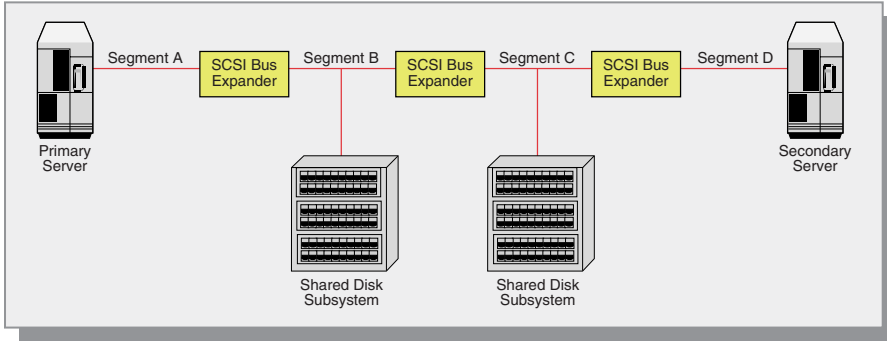 Segment A
Segment B
Segment C
Segment D
SCSI Bus
Expander
SCSI Bus
Expander
SCSI Bus
Expander
Primary
Server
Secondary
Server
Shared Disk
Subsystem
Shared Disk
Subsystem